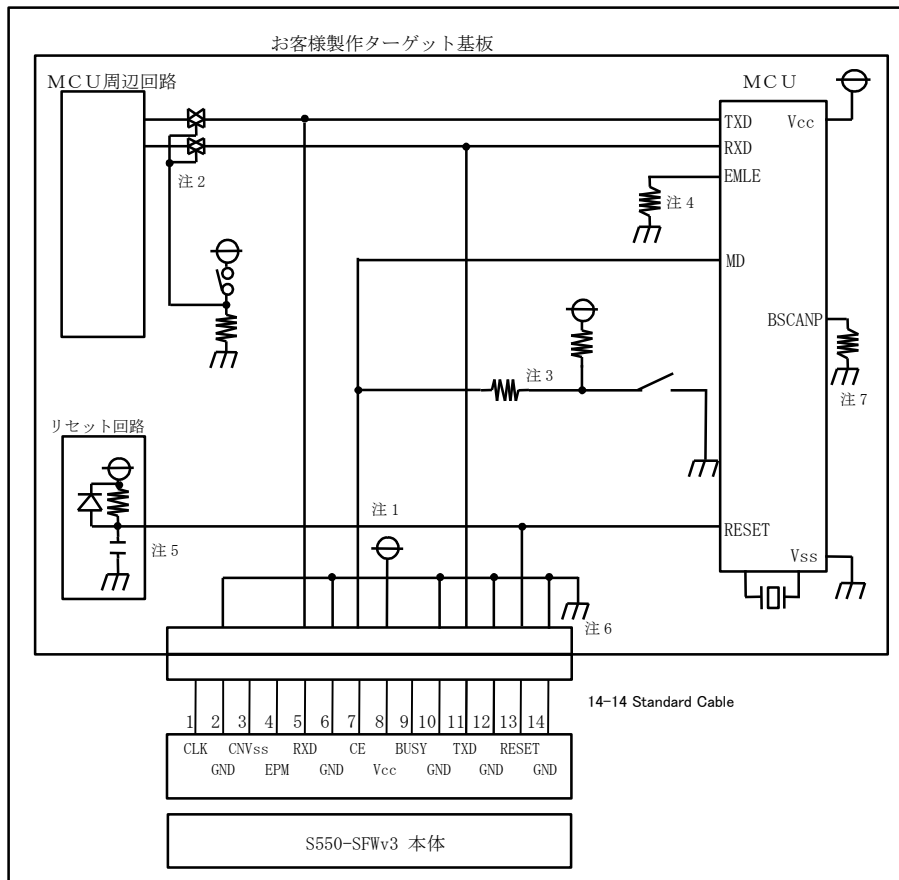 お客様製作ターゲット基板
MCU周辺回路
MCU
TXD
Vcc
RXD
EMLE
注2
注4
MD
BSCANP
注3
注7
リセット回路
注1
RESET
注5
Vss
注6
14-14 Standard Cable
1 2 3 4 5 6 7 8 9 10 11 12 13 14
CLK CNVss RXD CE BUSY TXD RESET
GND EPM GND Vcc GND GND GND
S550-SFWv3 本体